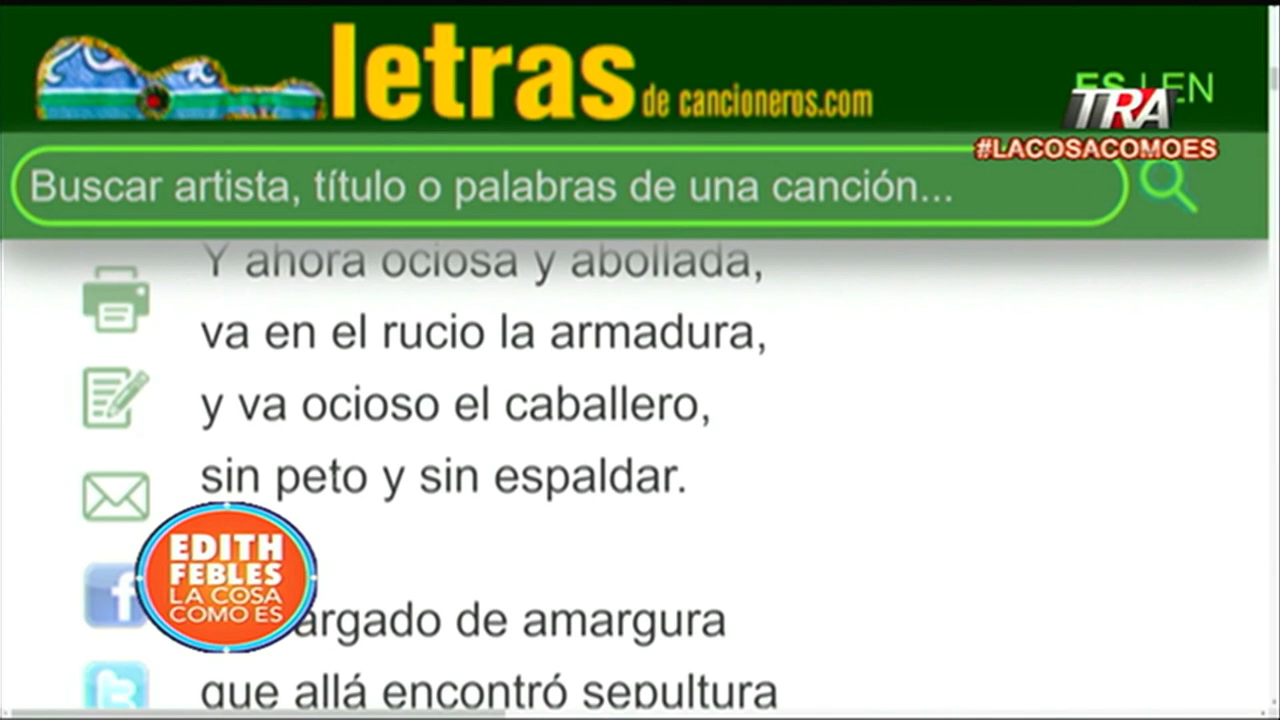 letras de cancioneros.com
ES | EN
TRA
#LACOSACOMOES
Buscar artista, título o palabras de una canción...
Y ahora ociosa y abollada,
va en el rucio la armadura,
y va ocioso el caballero,
sin peto y sin espaldar.
EDITH
FEBLES
LA COSA
COMO ES
argado de amargura
que allá encontró sepultura